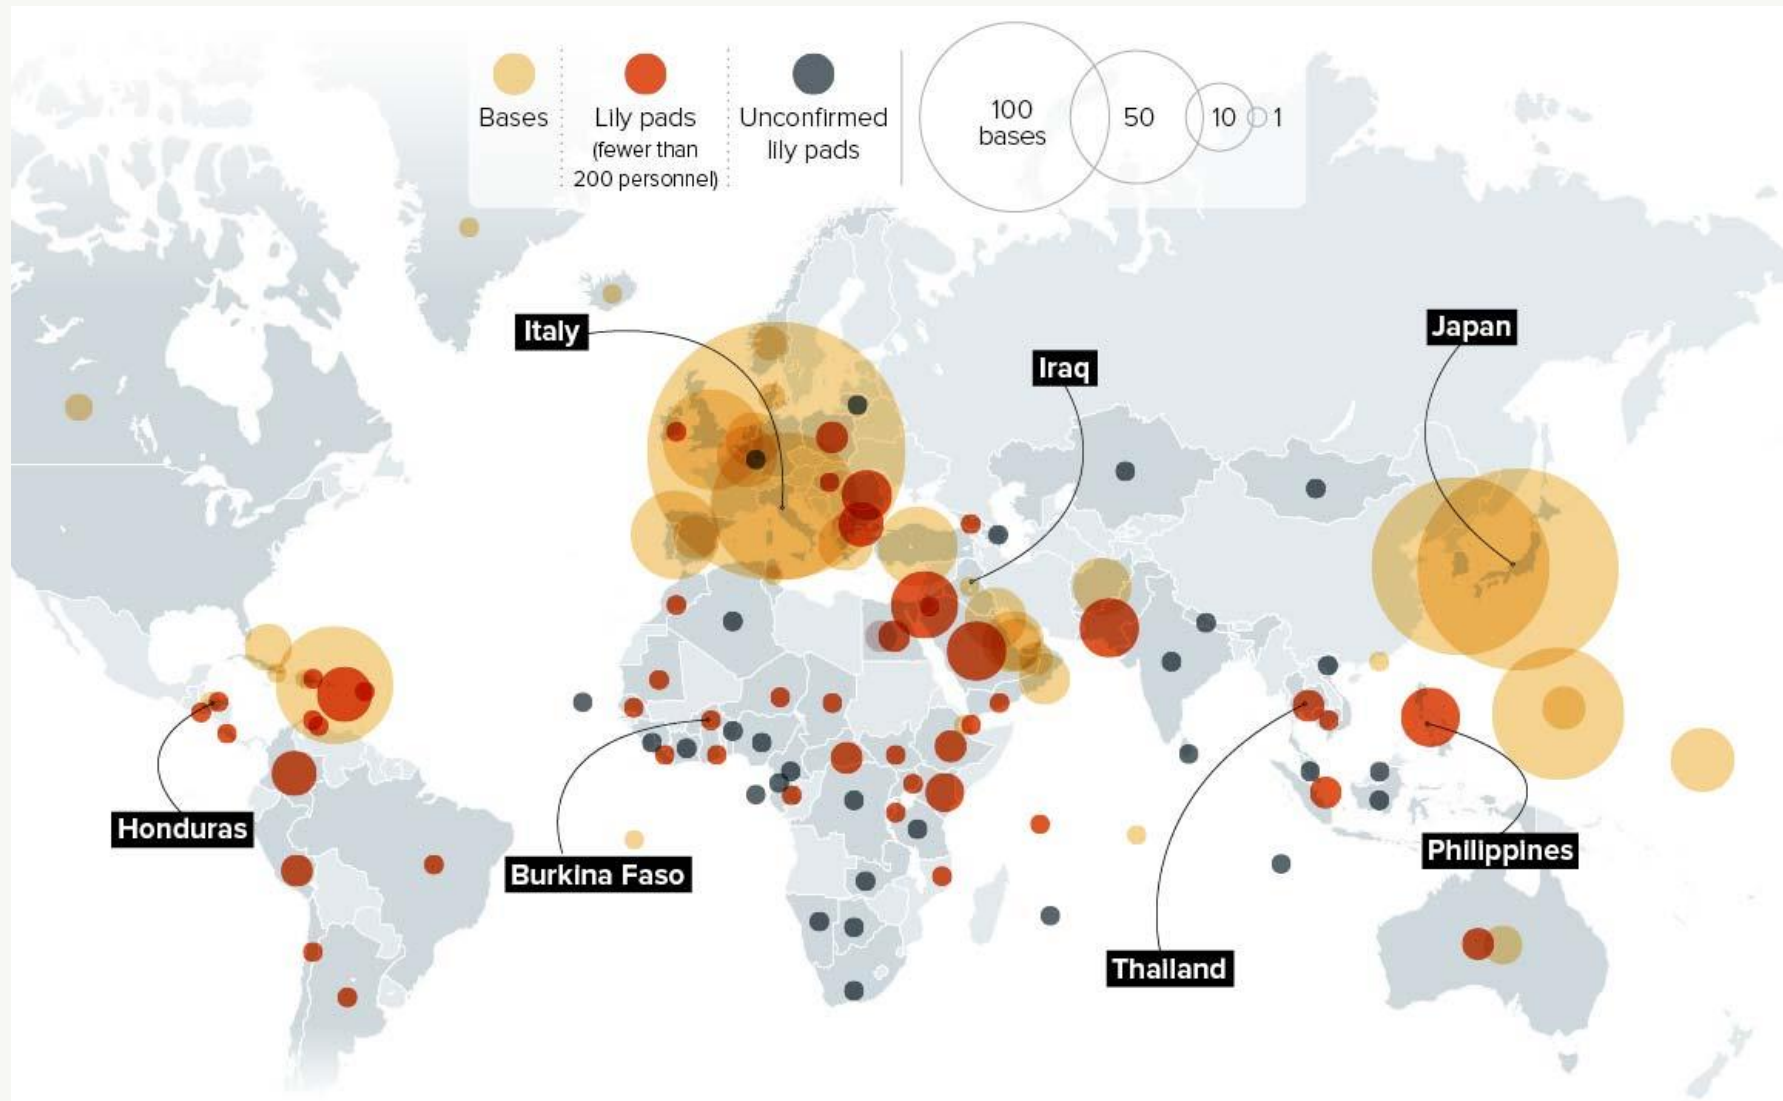 Bases
Lily pads
(fewer than
200 personnel)
Unconfirmed
lily pads
100
bases
50
10
1
Italy
Japan
Iraq
Honduras
Burkina Faso
Philippines
Thailand